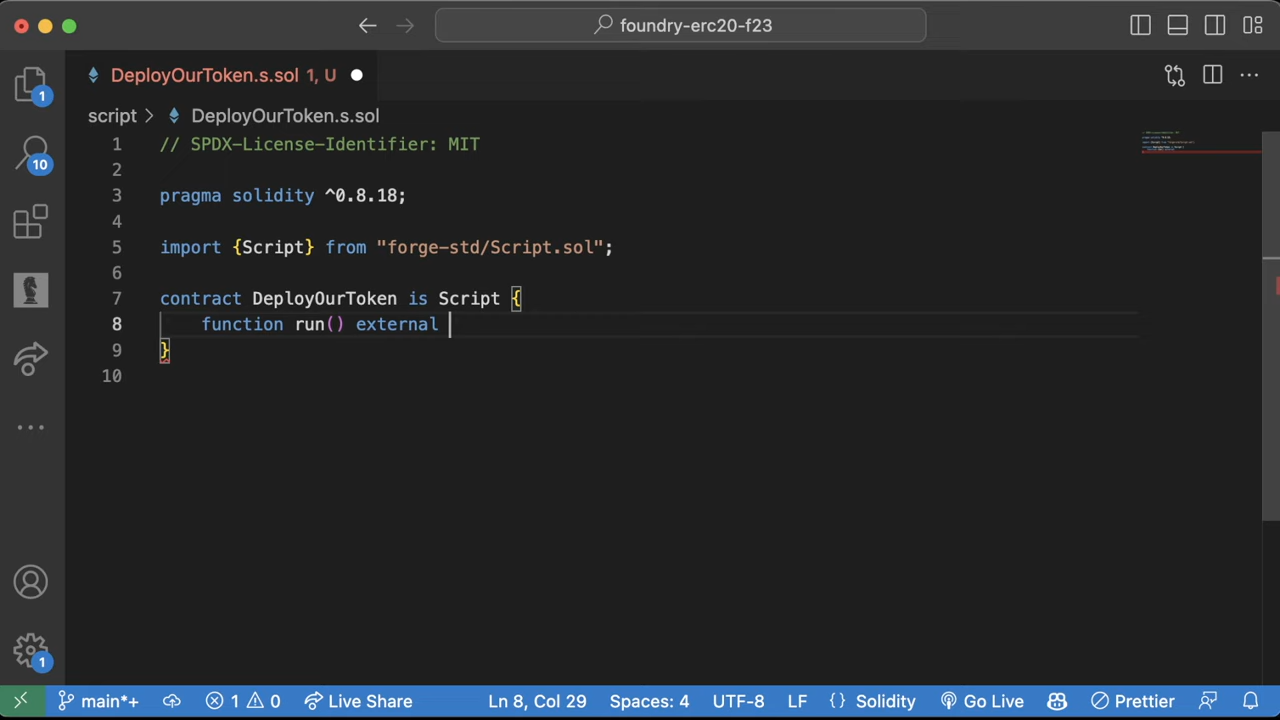 foundry-erc20-f23
DeployOurToken.s.sol 1, U
script DeployOurToken.s.sol
1 // SPDX-License-Identifier: MIT
2
3 pragma solidity ^0.8.18;
4
5 import {Script} from "forge-std/Script.sol";
6
7 contract DeployOurToken is Script {
8 function run() external
9 }
10
1
10
1
main*+ 1 0 Live Share Ln 8, Col 29 Spaces: 4 UTF-8 LF {} Solidity Go Live Prettier